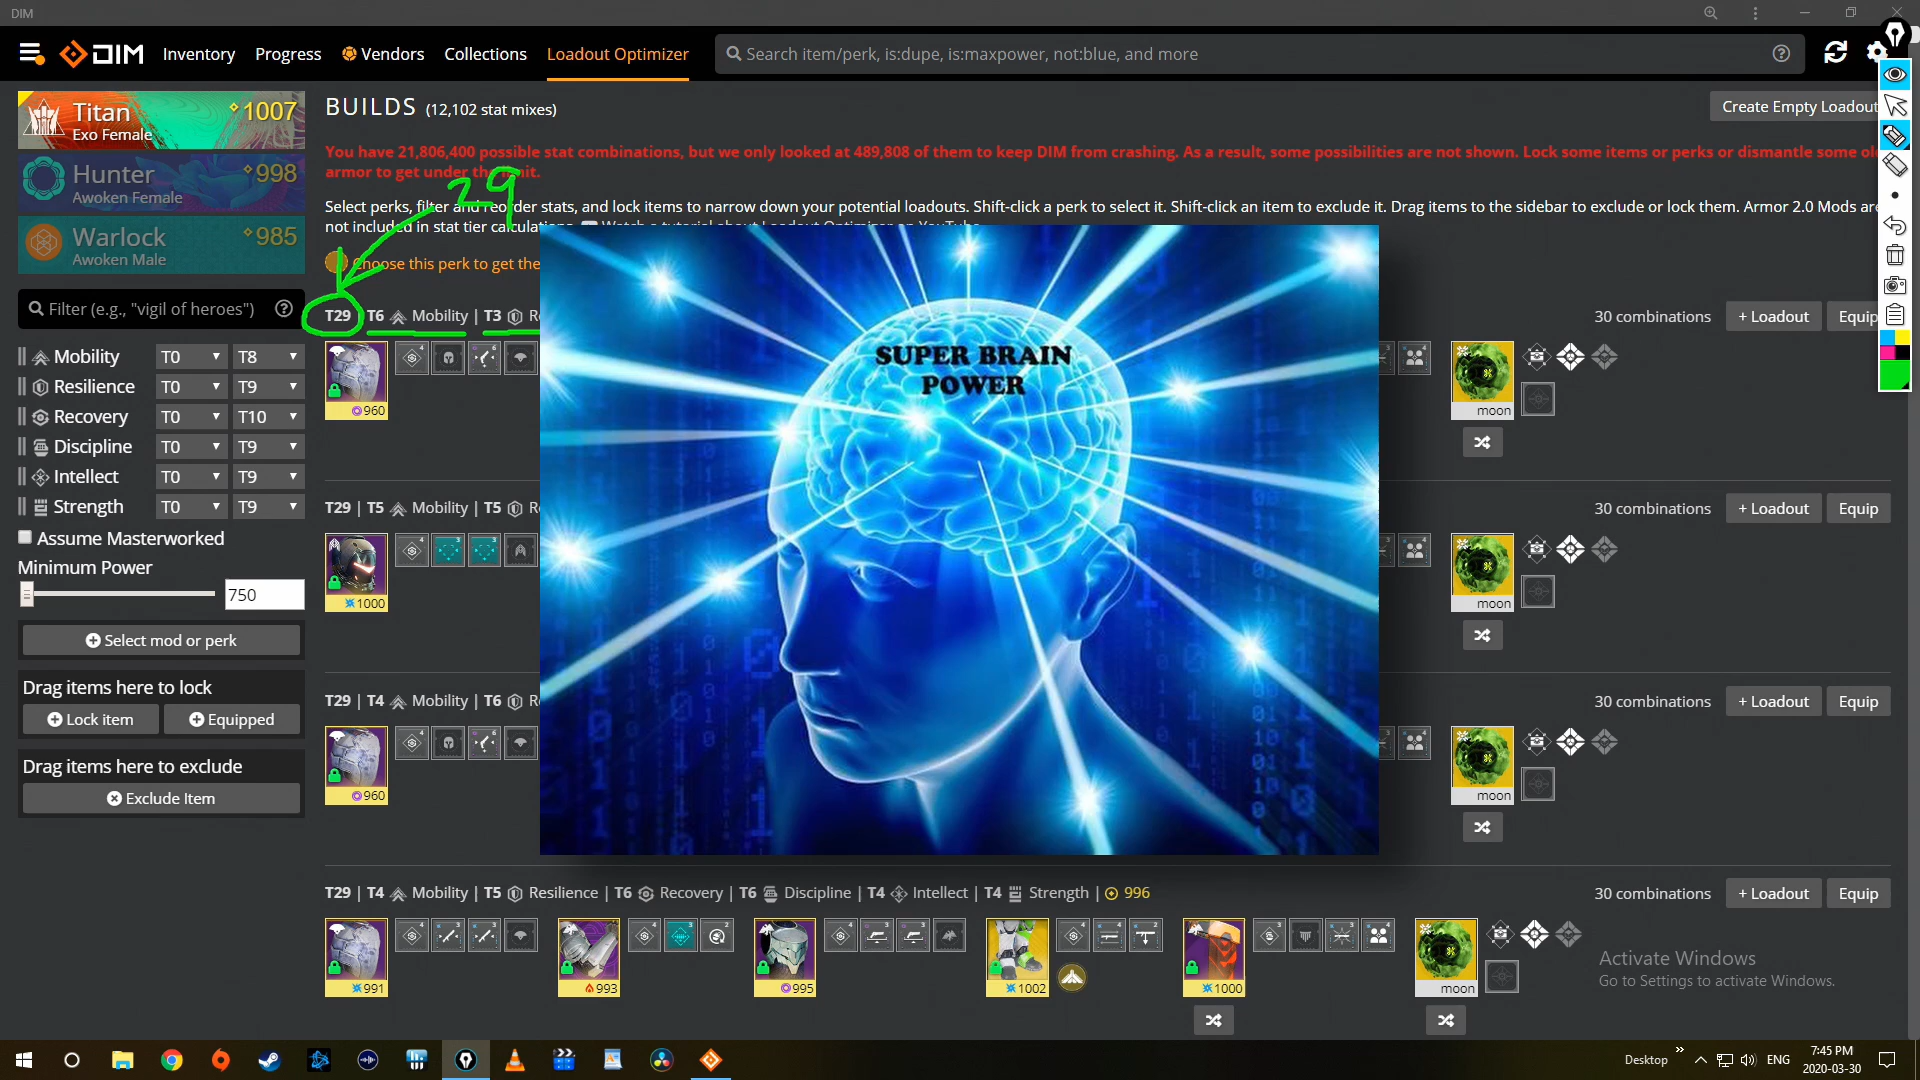 DIM
DIM Inventory Progress Vendors Collections Loadout Optimizer Search item/perk, is:dupe, is:maxpower, not:blue, and more
Titan 1007
Exo Female
Hunter 998
Awoken Female
Warlock 985
Awoken Male
Filter (e.g., "vigil of heroes")
Mobility T0 T8
Resilience T0 T9
Recovery T0 T10
Discipline T0 T9
Intellect T0 T9
Strength T0 T9
Assume Masterworked
Minimum Power
750
Select mod or perk
Drag items here to lock
Lock item Equipped
Drag items here to exclude
Exclude Item
BUILDS (12,102 stat mixes)
Create Empty Loadout
You have 21,806,400 possible stat combinations, but we only looked at 489,808 of them to keep DIM from crashing. As a result, some possibilities are not shown. Lock some items or perks or dismantle some
armor to get under the limit.
29
Select perks, filter and reorder stats, and lock items to narrow down your potential loadouts. Shift-click a perk to select it. Shift-click an item to exclude it. Drag items to the sidebar to exclude or lock them. Armor 2.0 Mods are
not included in stat tier calculations. Watch a tutorial about Loadout Optimizer on YouTube
Choose this perk to get the
T29 T6 Mobility | T3
30 combinations + Loadout Equip
960
moon
SUPER BRAIN
POWER
T29 | T5 Mobility | T5
30 combinations + Loadout Equip
1000
moon
T29 | T4 Mobility | T6
30 combinations + Loadout Equip
960
moon
T29 | T4 Mobility | T5 Resilience | T6 Recovery | T6 Discipline | T4 Intellect | T4 Strength | 996
30 combinations + Loadout Equip
991 993 995 1002 1000 moon
Activate Windows
Go to Settings to activate Windows.
Desktop ENG 7:45 PM
2020-03-30